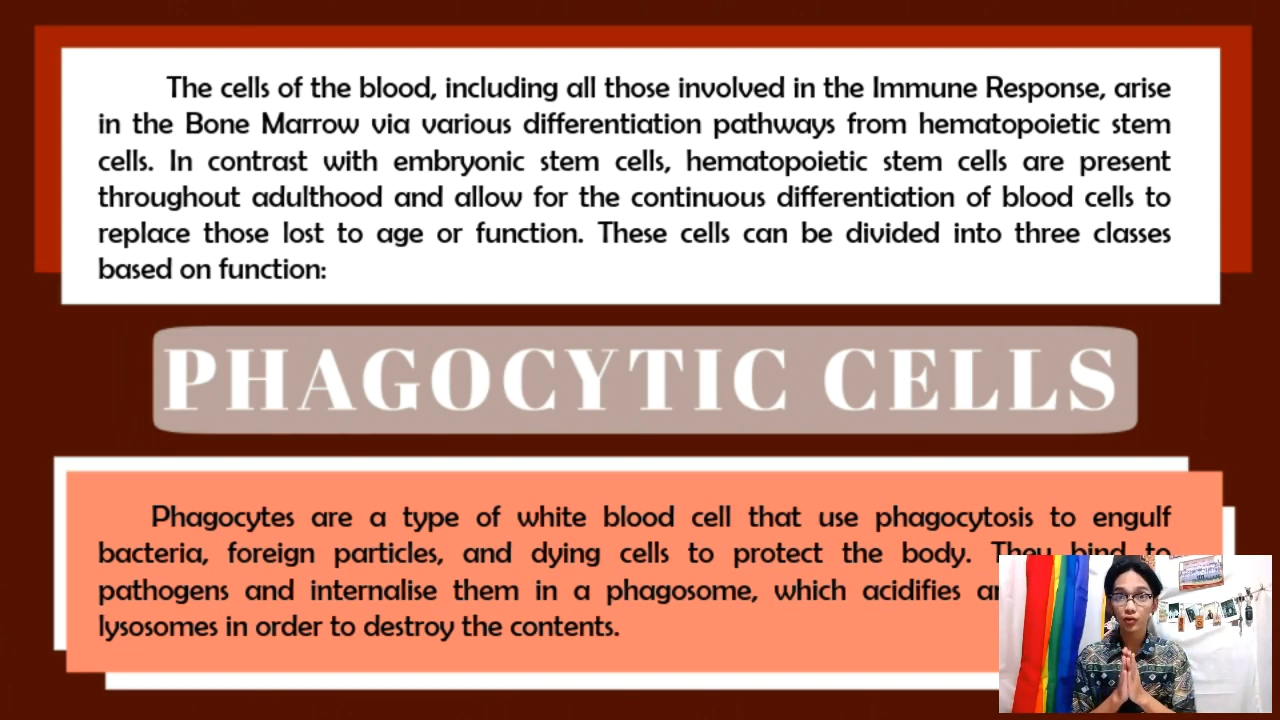 The cells of the blood, including all those involved in the Immune Response, arise
in the Bone Marrow via various differentiation pathways from hematopoietic stem
cells. In contrast with embryonic stem cells, hematopoietic stem cells are present
throughout adulthood and allow for the continuous differentiation of blood cells to
replace those lost to age or function. These cells can be divided into three classes
based on function:
PHAGOCYTIC CELLS
Phagocytes are a type of white blood cell that use phagocytosis to engulf
bacteria, foreign particles, and dying cells to protect the body. They bind to
pathogens and internalise them in a phagosome, which acidifies
lysosomes in order to destroy the contents.